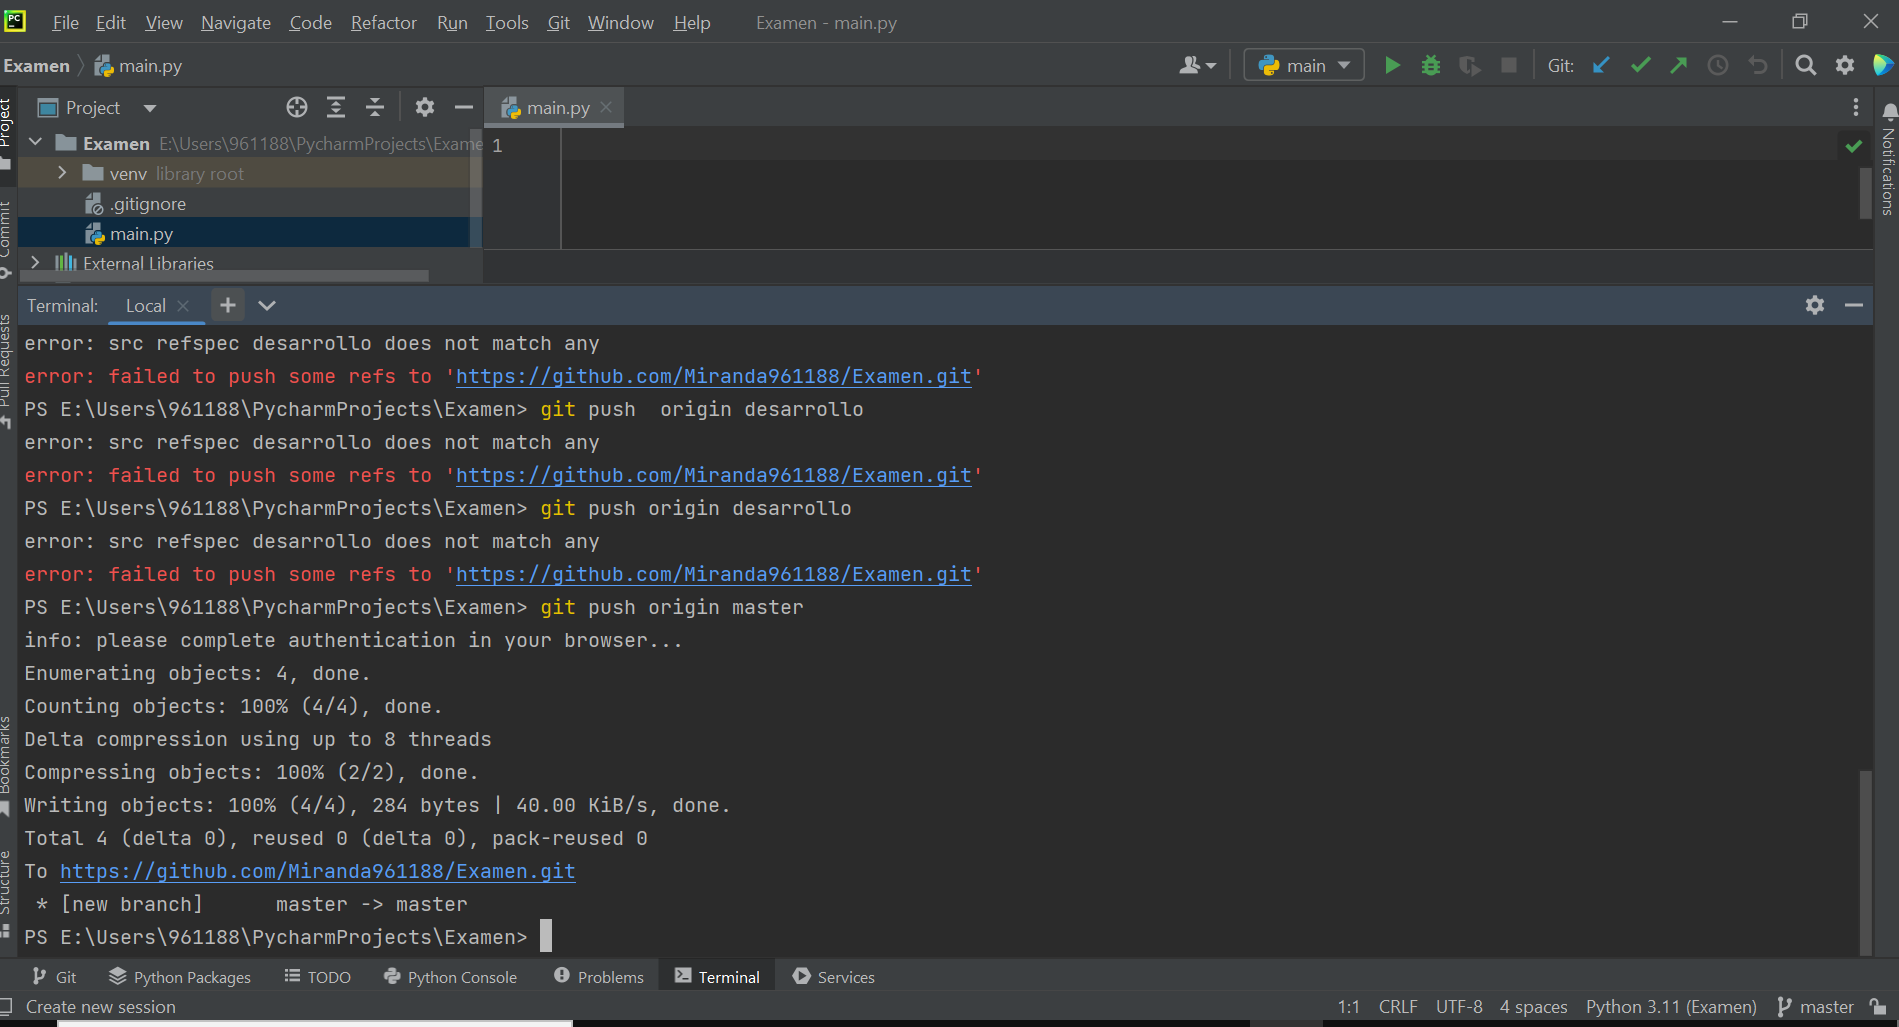 PC File Edit View Navigate Code Refactor Run Tools Git Window Help Examen - main.py
Examen main.py main Git:
Project main.py
Examen E:\Users\961188\PycharmProjects\Exame
1
venv library root
.gitignore
main.py
External Libraries
Project
Commit
Pull Requests
Bookmarks
Structure
Notifications
Terminal: Local
error: src refspec desarrollo does not match any
error: failed to push some refs to 'https://github.com/Miranda961188/Examen.git'
PS E:\Users\961188\PycharmProjects\Examen> git push  origin desarrollo
error: src refspec desarrollo does not match any
error: failed to push some refs to 'https://github.com/Miranda961188/Examen.git'
PS E:\Users\961188\PycharmProjects\Examen> git push origin desarrollo
error: src refspec desarrollo does not match any
error: failed to push some refs to 'https://github.com/Miranda961188/Examen.git'
PS E:\Users\961188\PycharmProjects\Examen> git push origin master
info: please complete authentication in your browser...
Enumerating objects: 4, done.
Counting objects: 100% (4/4), done.
Delta compression using up to 8 threads
Compressing objects: 100% (2/2), done.
Writing objects: 100% (4/4), 284 bytes | 40.00 KiB/s, done.
Total 4 (delta 0), reused 0 (delta 0), pack-reused 0
To https://github.com/Miranda961188/Examen.git
 * [new branch]      master -> master
PS E:\Users\961188\PycharmProjects\Examen>
Git Python Packages TODO Python Console Problems Terminal Services
Create new session 1:1 CRLF UTF-8 4 spaces Python 3.11 (Examen) master